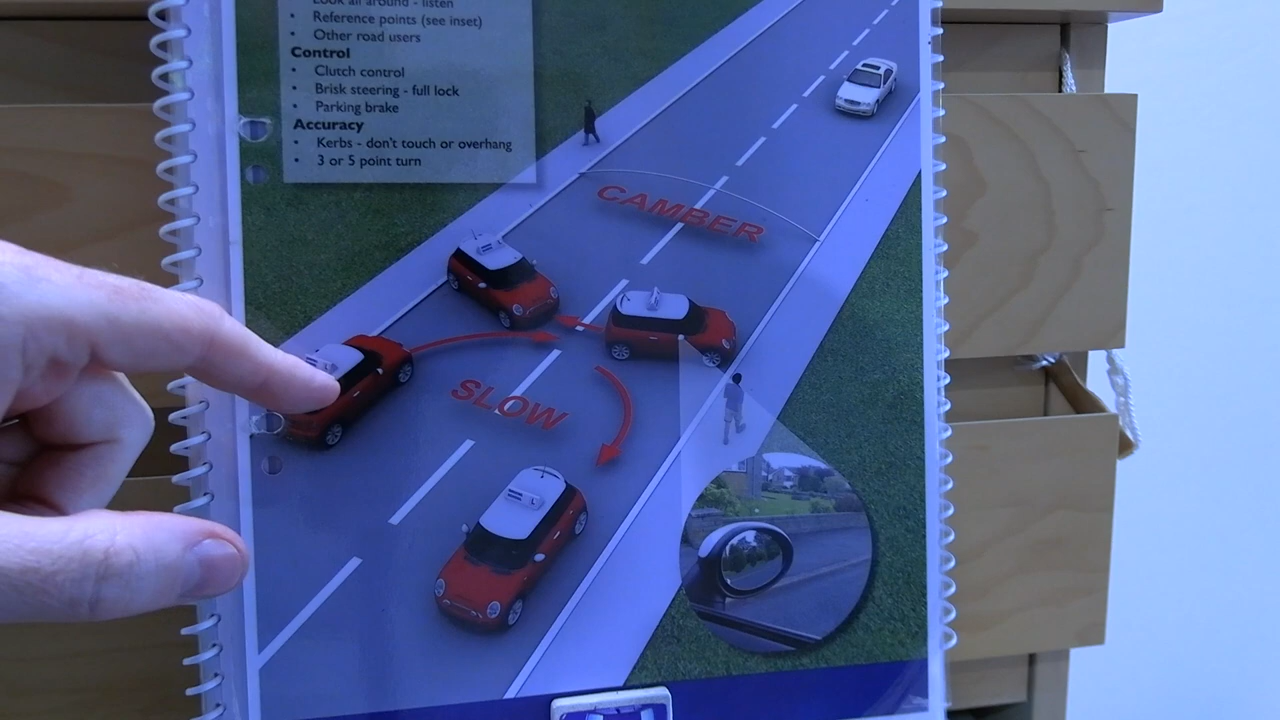 Look all around - listen
• Reference points (see inset)
• Other road users
Control
• Clutch control
• Brisk steering - full lock
• Parking brake
Accuracy
• Kerbs - don't touch or overhang
• 3 or 5 point turn
CAMBER
SLOW
L